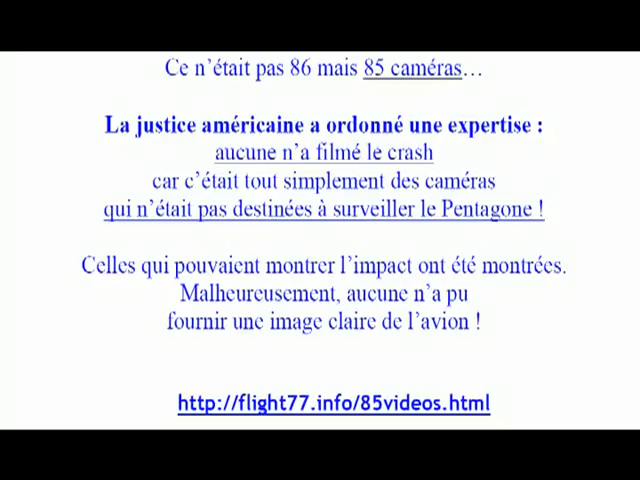 Ce n’était pas 86 mais 85 caméras…
La justice américaine a ordonné une expertise :
aucune n’a filmé le crash
car c’était tout simplement des caméras
qui n’était pas destinées à surveiller le Pentagone !
Celles qui pouvaient montrer l’impact ont été montrées.
Malheureusement, aucune n’a pu
fournir une image claire de l’avion !
http://flight77.info/85videos.html